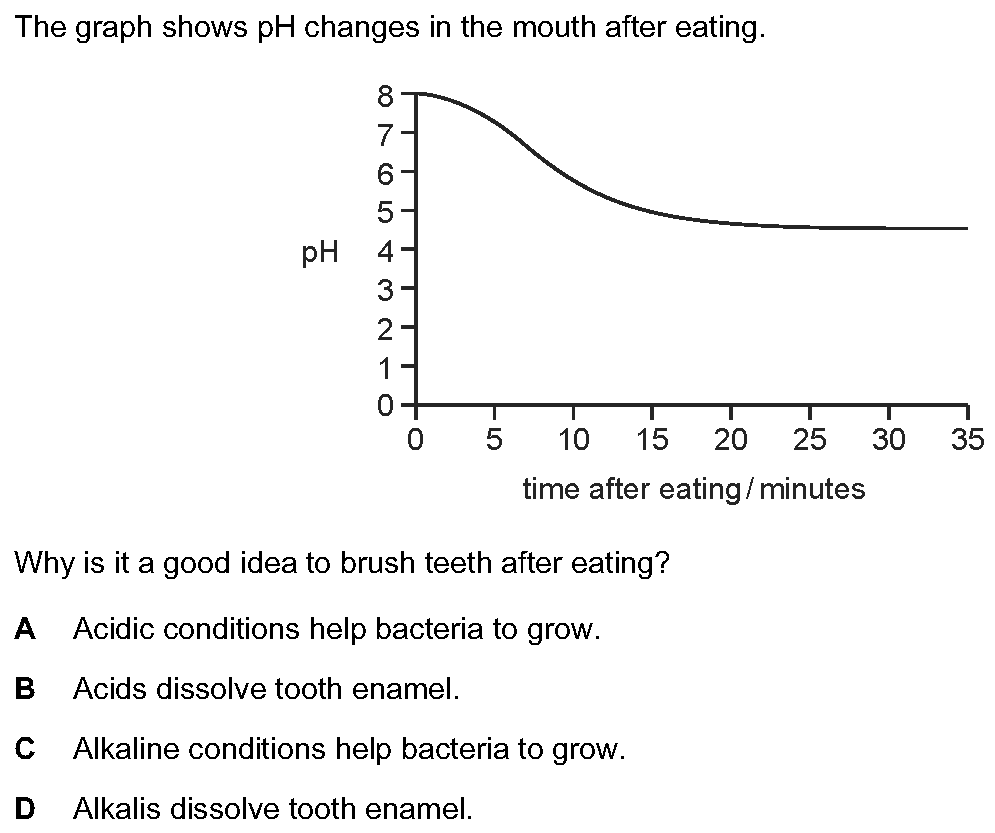 The graph shows pH changes in the mouth after eating.
8
7
6
5
pH 4
3
2
1
0
0 5 10 15 20 25 30 35
time after eating / minutes
Why is it a good idea to brush teeth after eating?
A Acidic conditions help bacteria to grow.
B Acids dissolve tooth enamel.
C Alkaline conditions help bacteria to grow.
D Alkalis dissolve tooth enamel.